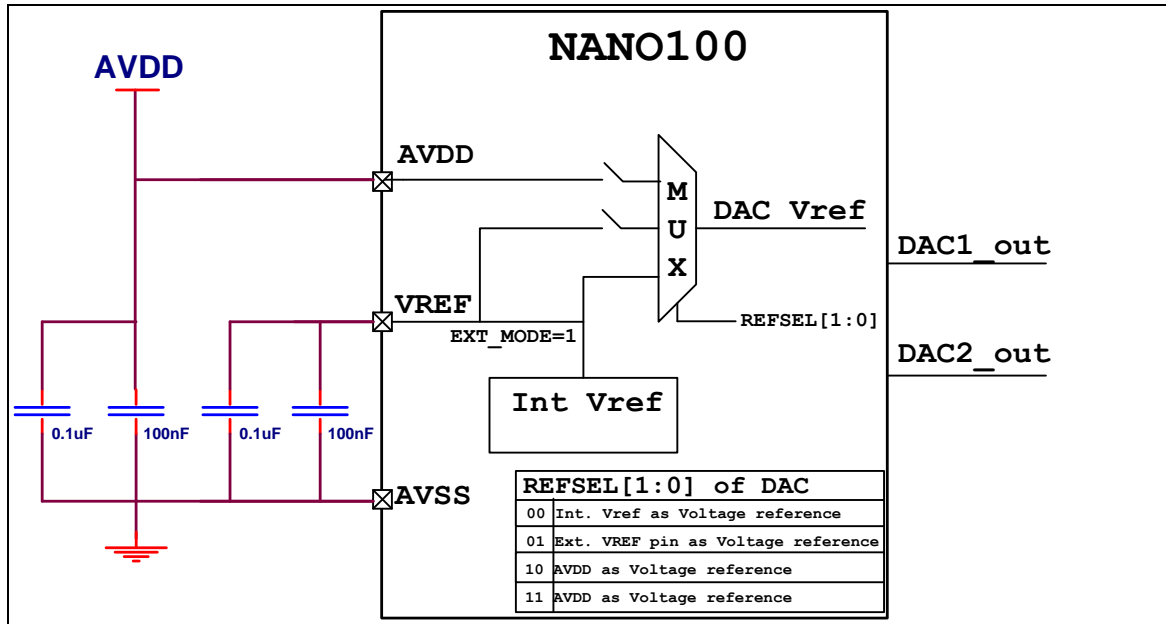 NANO100
AVDD
AVDD
M
U
X
DAC Vref
DAC1_out
VREF
EXT_MODE=1
REFSEL[1:0]
DAC2_out
Int Vref
0.1uF
100nF
0.1uF
100nF
AVSS
REFSEL[1:0] of DAC
00 Int. Vref as Voltage reference
01 Ext. VREF pin as Voltage reference
10 AVDD as Voltage reference
11 AVDD as Voltage reference